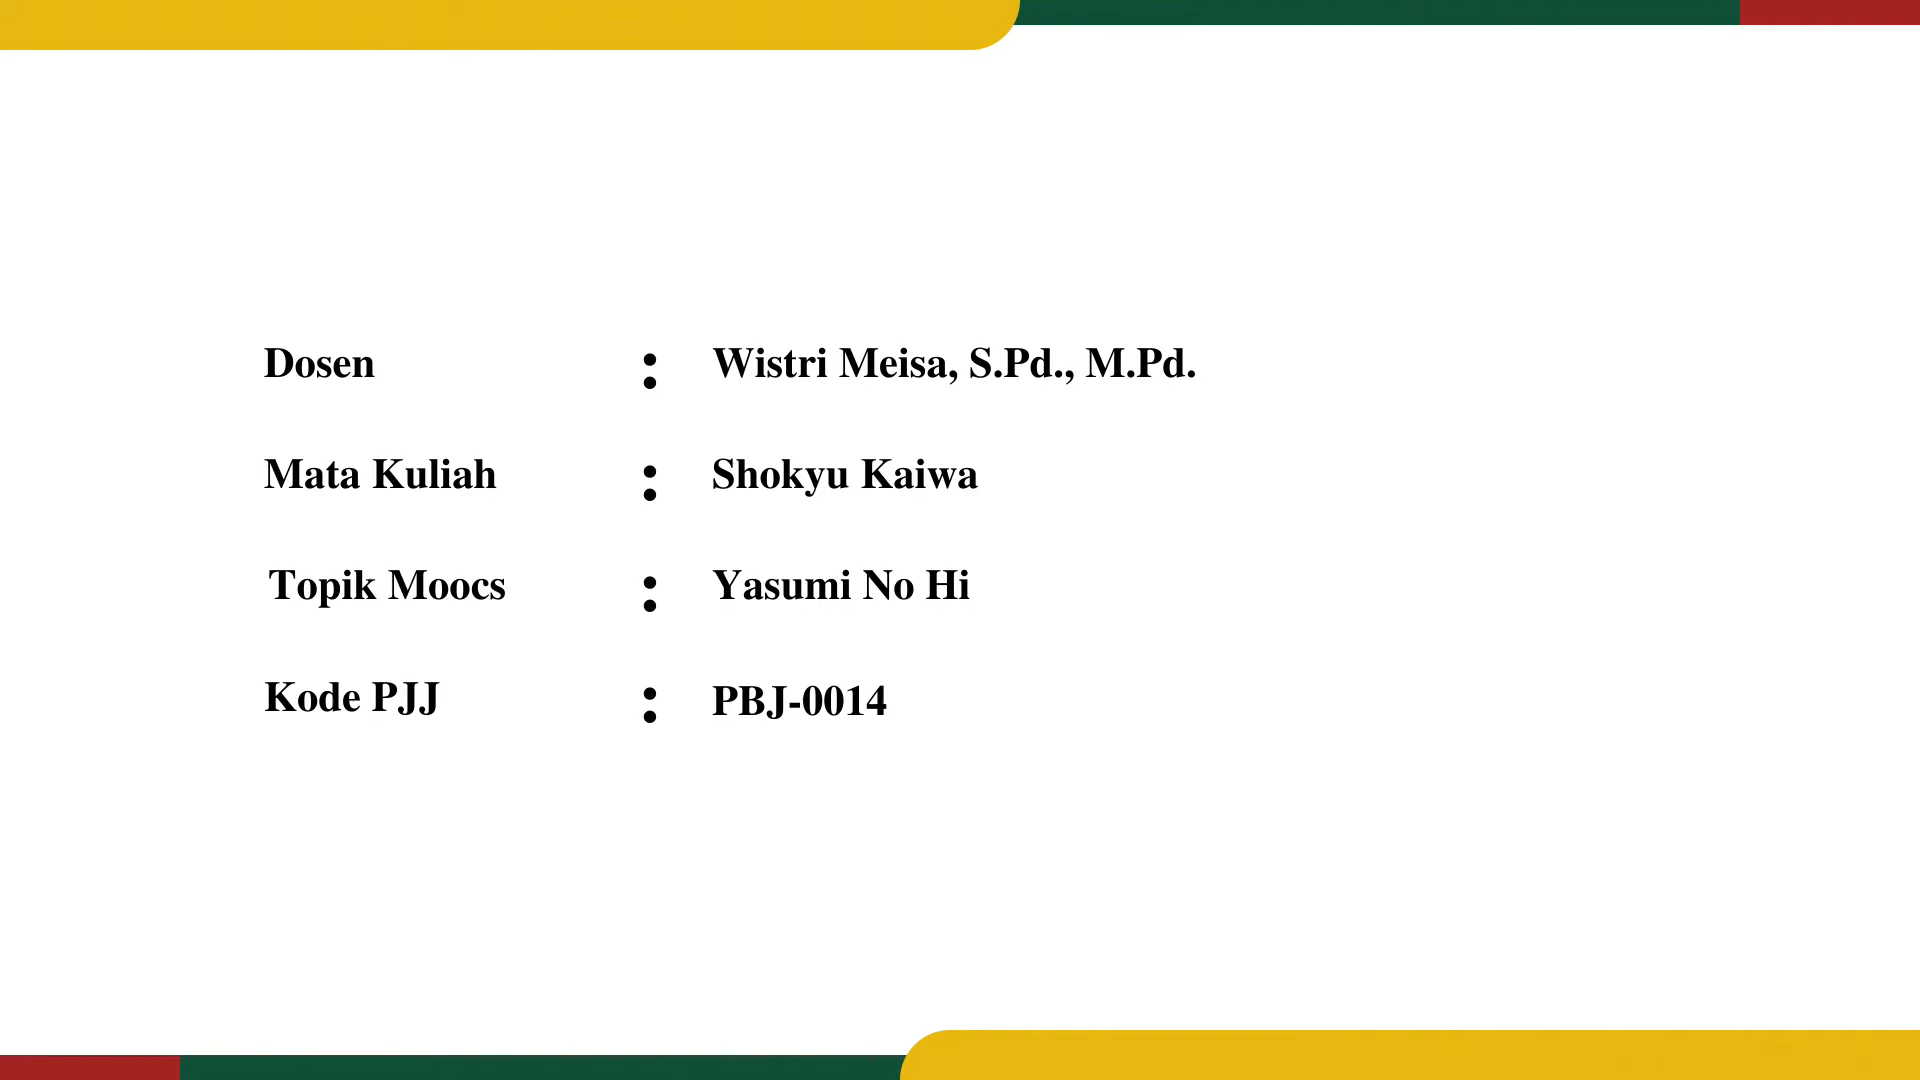 Dosen : Wistri Meisa, S.Pd., M.Pd.
Mata Kuliah : Shokyu Kaiwa
Topik Moocs : Yasumi No Hi
Kode PJJ : PBJ-0014